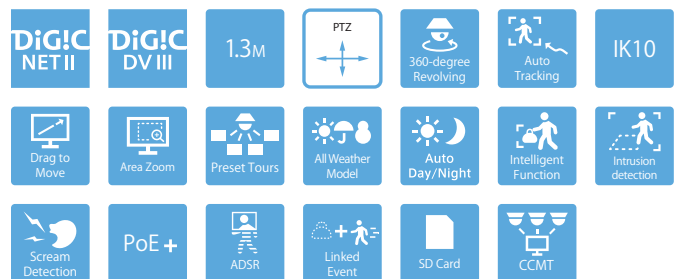 DiG!C
NET II
DiG!C
DV III
1.3M
PTZ
360-degree
Revolving
Auto
Tracking
IK10
Drag to
Move
Area Zoom
Preset Tours
All Weather
Model
Auto
Day/Night
Intelligent
Function
Intrusion
detection
Scream
Detection
PoE +
ADSR
Linked
Event
SD Card
CCMT